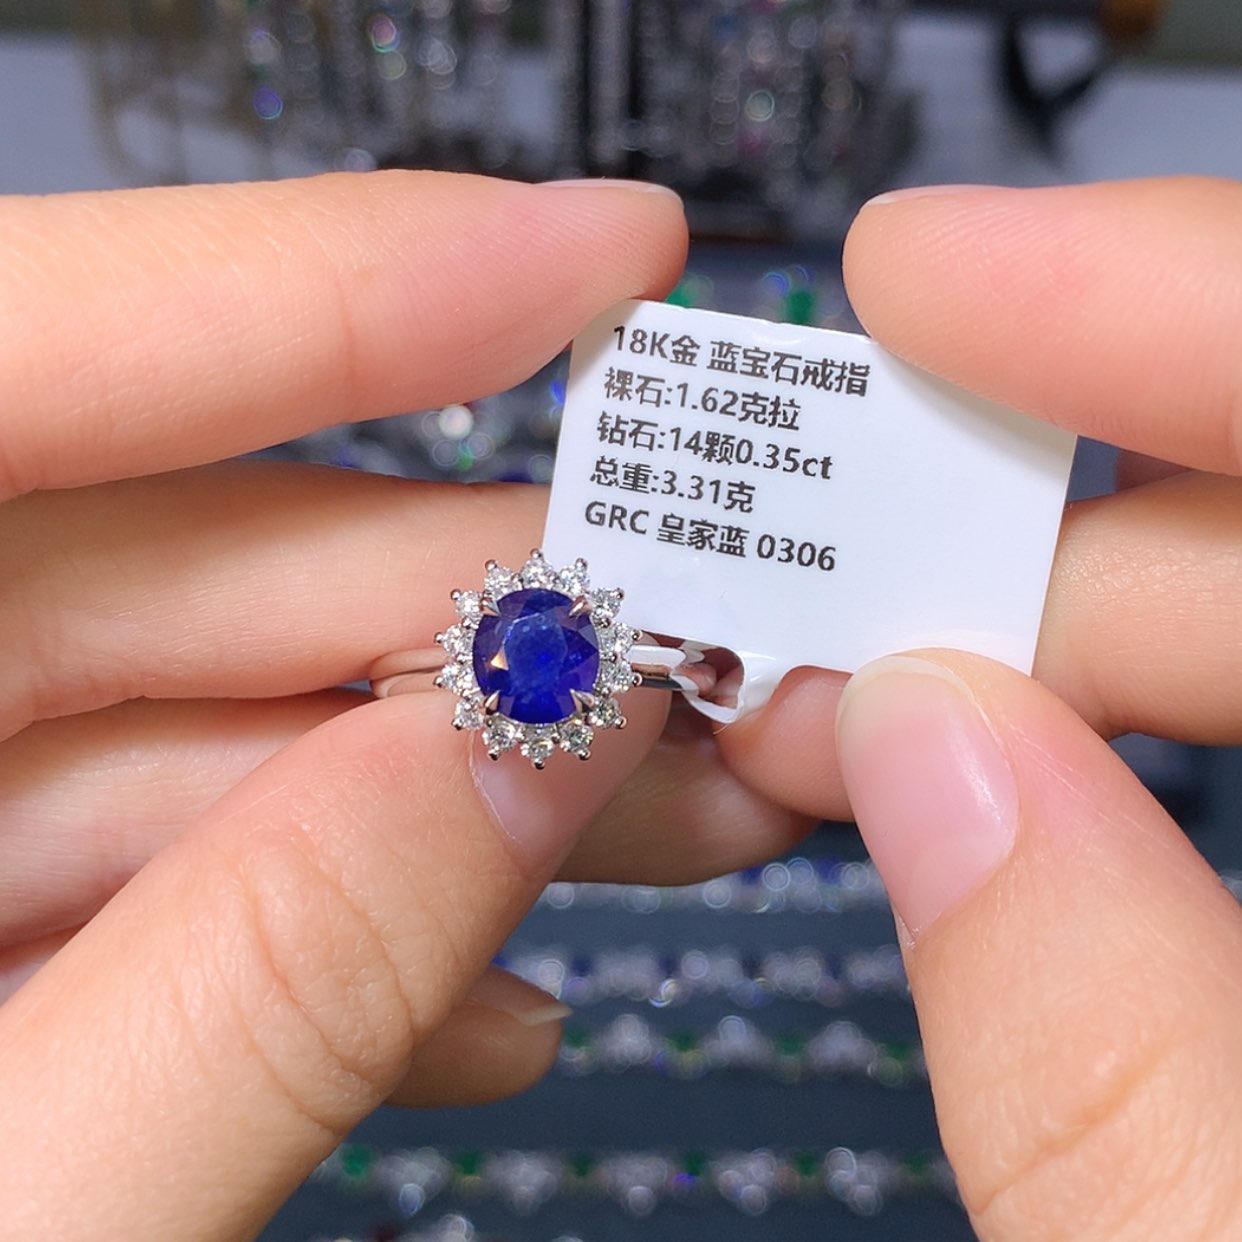 18K金 蓝宝石戒指
裸石:1.62克拉
钻石:14颗0.35ct
总重:3.31克
GRC 皇家蓝 0306